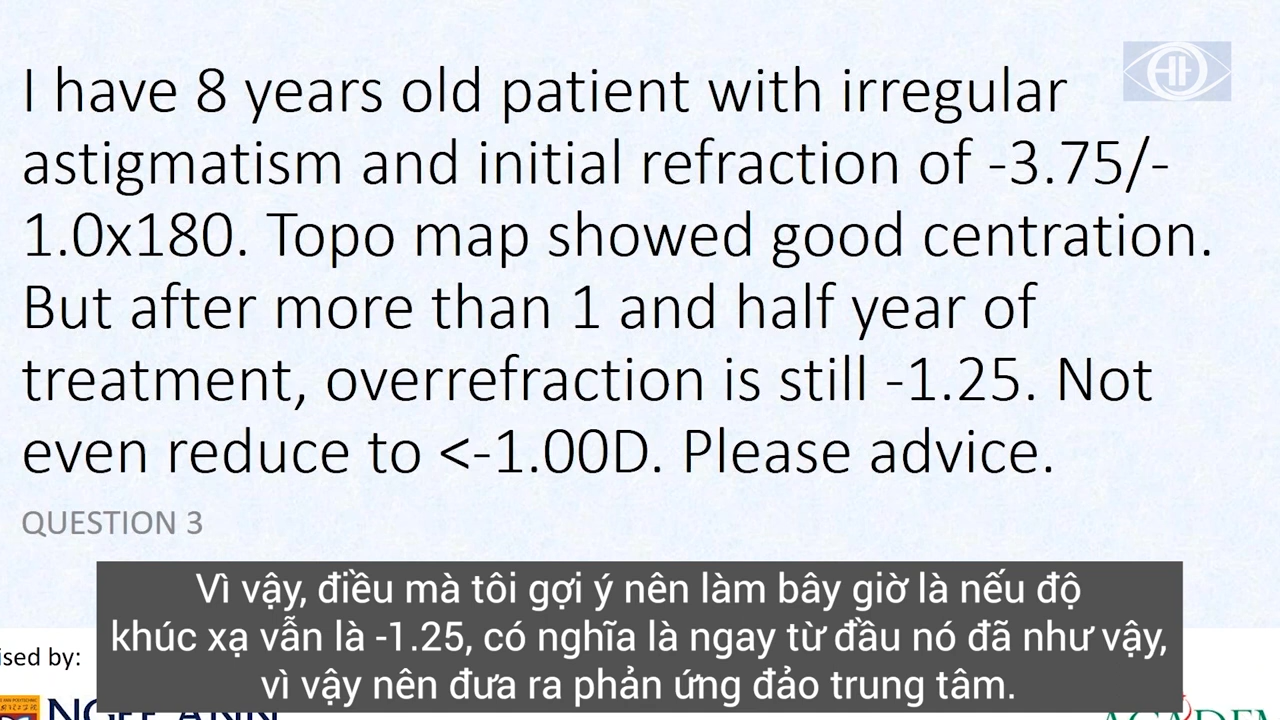 I have 8 years old patient with irregular
astigmatism and initial refraction of -3.75/-
1.0x180. Topo map showed good centration.
But after more than 1 and half year of
treatment, overrefraction is still -1.25. Not
even reduce to <-1.00D. Please advice.
QUESTION 3
Vì vậy, điều mà tôi gợi ý nên làm bây giờ là nếu độ
khúc xạ vẫn là -1.25, có nghĩa là ngay từ đầu nó đã như vậy,
vì vậy nên đưa ra phản ứng đảo trung tâm.
ised by: